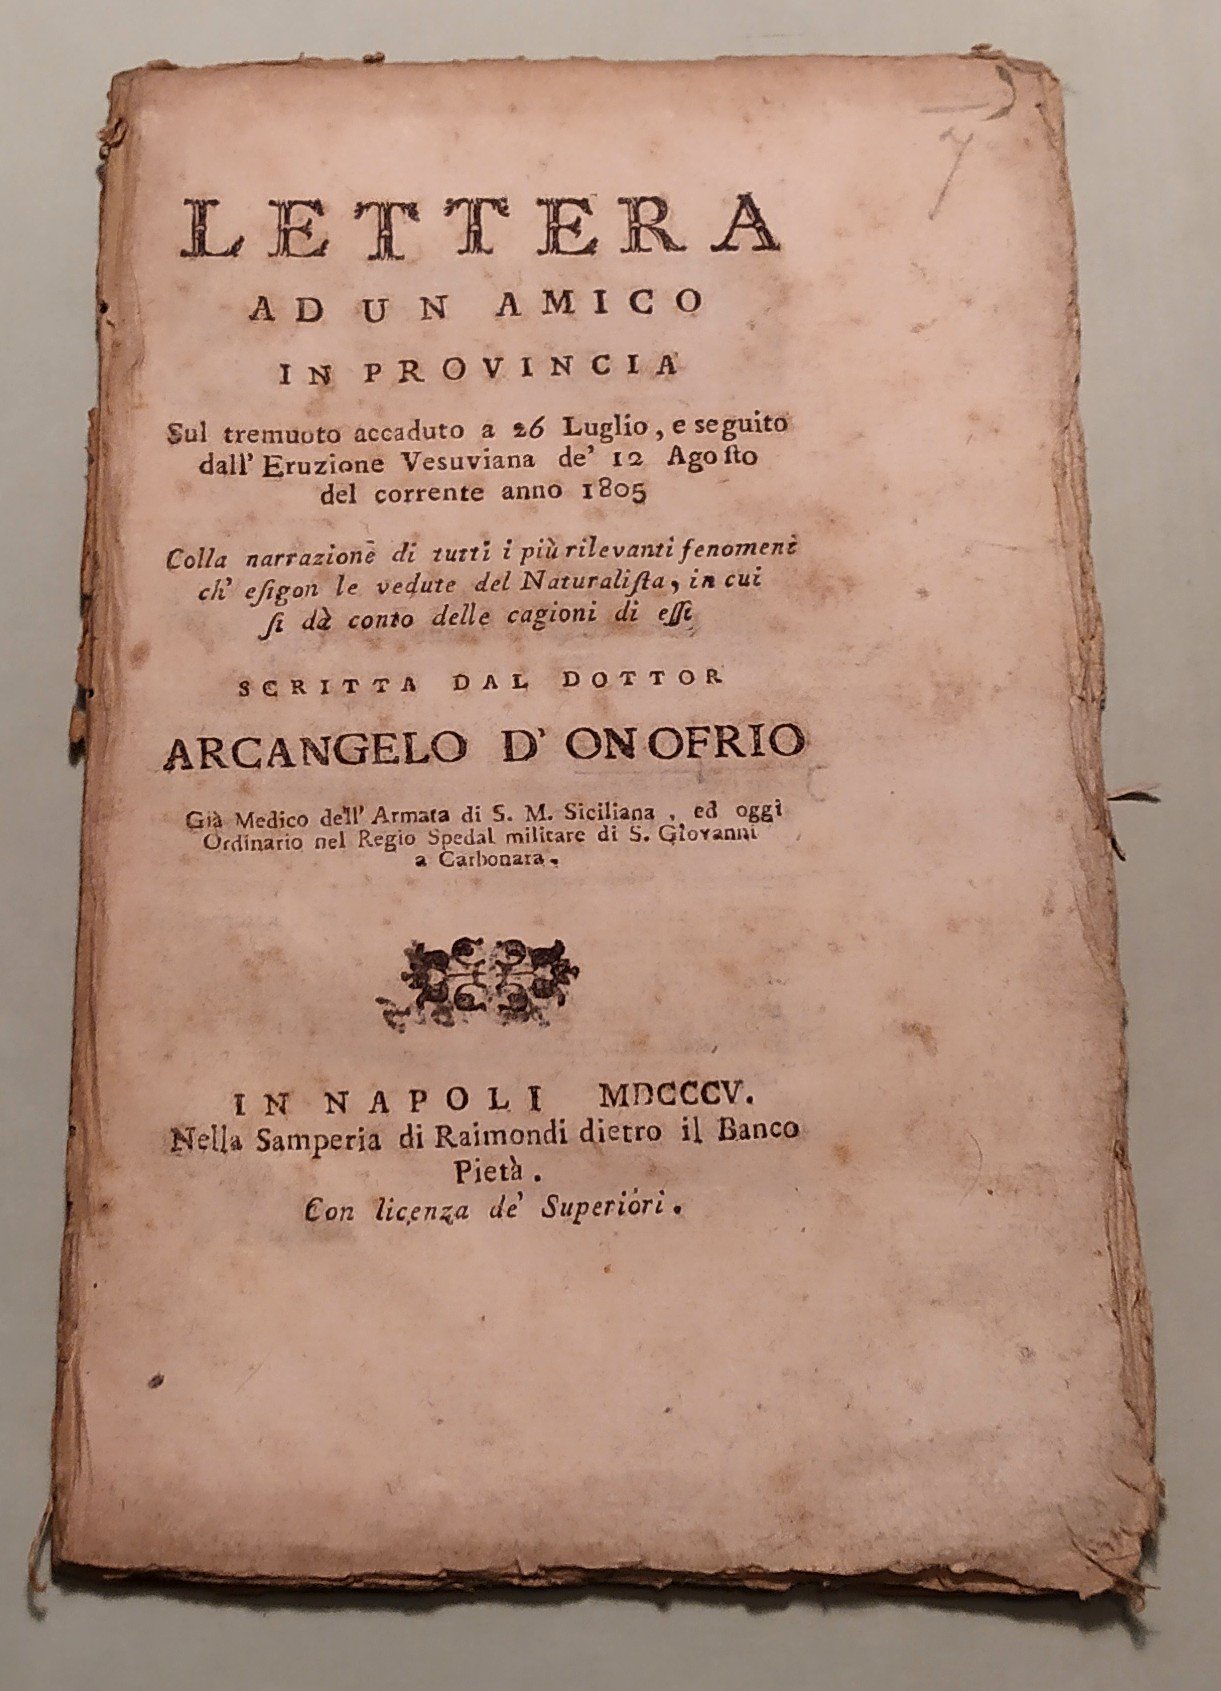 7
LETTERA
AD UN AMICO
IN PROVINCIA
Sul tremuoto accaduto a 26 Luglio, e seguito
dall' Eruzione Vesuviana de' 12 Agoſto
del corrente anno 1805
Colla narrazione di tutti i più rilevanti fenomeni
ch' eſigon le vedute del Naturaliſta, in cui
ſi dà conto delle cagioni di eſſi
SCRITTA DAL DOTTOR
ARCANGELO D' ONOFRIO
Già Medico dell' Armata di S. M. Siciliana, ed oggi
Ordinario nel Regio Spedal militare di S. Giovanni
a Carbonara.
IN NAPOLI MDCCCV.
Nella Samperia di Raimondi dietro il Banco
Pietà.
Con licenza de' Superiori.